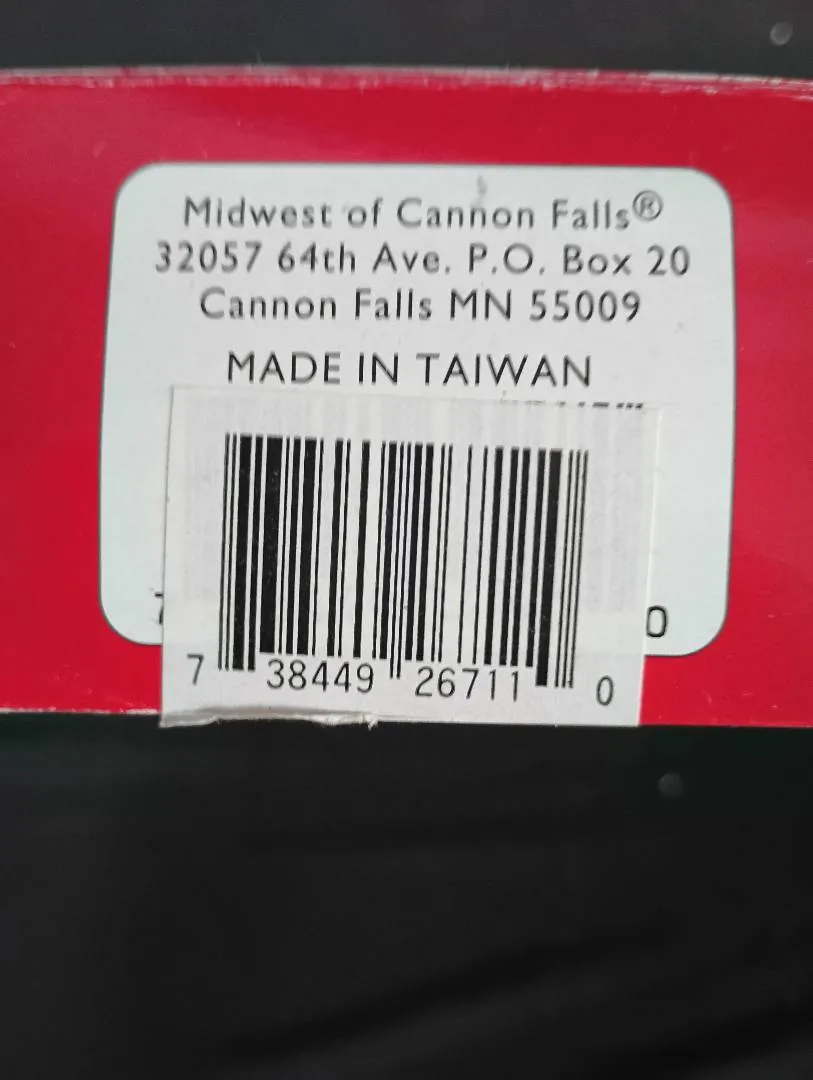 Midwest of Cannon Falls®
32057 64th Ave. P.O. Box 20
Cannon Falls MN 55009
MADE IN TAIWAN
7 38449 26711 0
0